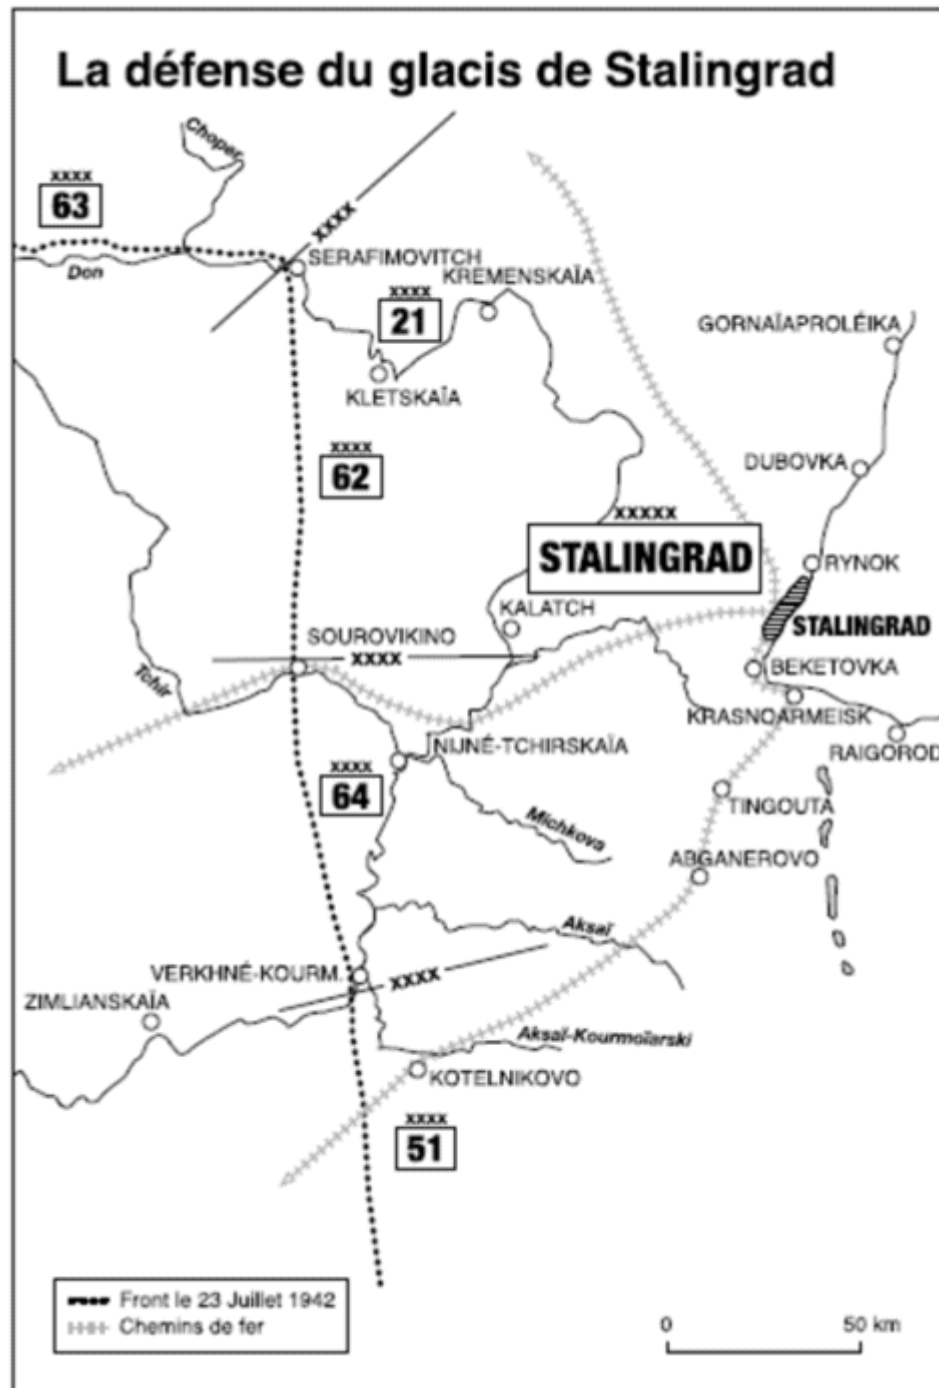 La défense du glacis de Stalingrad
Choper
XXXX
63
XXXX
Don
SERAFIMOVITCH
KREMENSKAÏA
XXXX
21
GORNAÏAPROLÉIKA
KLETSKAÏA
XXXX
62
DUBOVKA
XXXXX
STALINGRAD
RYNOK
KALATCH
STALINGRAD
SOUROVIKINO
XXXX
BEKETOVKA
Tchir
KRASNOARMEISK
NIJNÉ-TCHIRSKAÏA
RAIGOROD
XXXX
64
TINGOUTA
Michkova
ABGANEROVO
Aksaï
VERKHNÉ-KOURM.
XXXX
ZIMLIANSKAÏA
Aksaï-Kourmoïarski
KOTELNIKOVO
XXXX
51
Front le 23 Juillet 1942
Chemins de fer
0 50 km